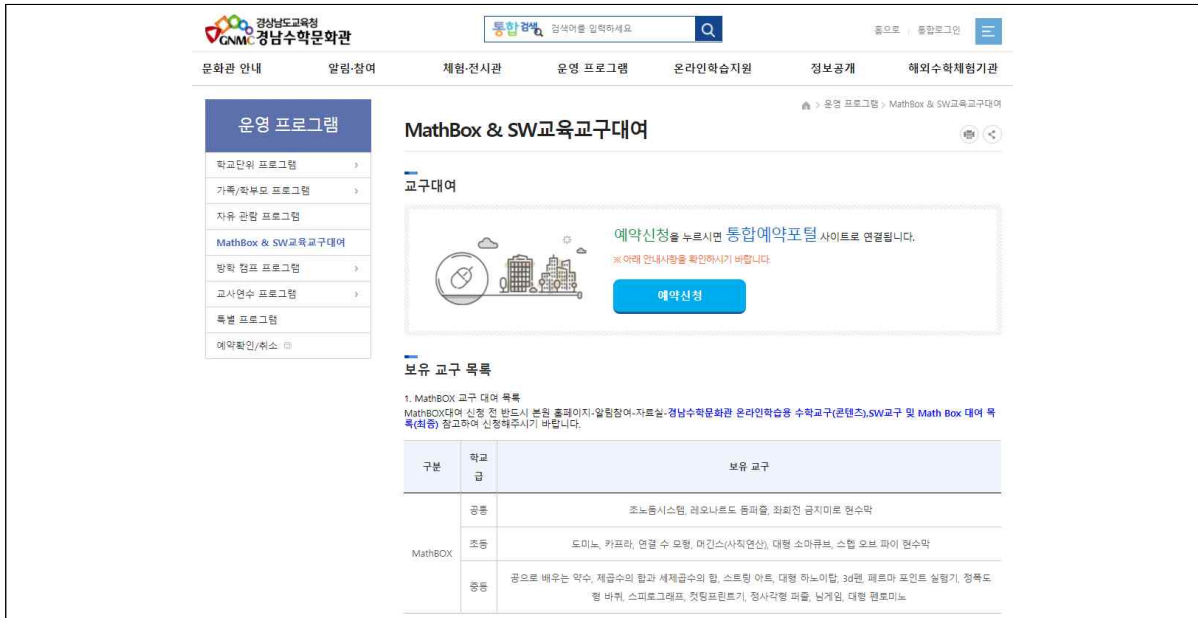 경상남도교육청
GNMC 경남수학문화관
통합검색 검색어를 입력하세요
홈으로 통합로그인
문화관 안내 알림·참여 체험·전시관 운영 프로그램 온라인학습지원 정보공개 해외수학체험기관
> 운영 프로그램 > MathBox & SW교육교구대여
운영 프로그램
학교단위 프로그램
가족/학부모 프로그램
자유 관람 프로그램
MathBox & SW교육교구대여
방학 캠프 프로그램
교사연수 프로그램
특별 프로그램
예약확인/취소
MathBox & SW교육교구대여
교구대여
예약신청을 누르시면 통합예약포털 사이트로 연결됩니다.
※ 아래 안내사항을 확인하시기 바랍니다.
예약신청
보유 교구 목록
1. MathBOX 교구 대여 목록
MathBOX대여 신청 전 반드시 본원 홈페이지-알림참여-자료실-경남수학문화관 온라인학습용 수학교구(콘텐츠),SW교구 및 Math Box 대여 목
록(최종) 참고하여 신청해주시기 바랍니다.
구분 학교급 보유 교구
MathBOX
공통 조노돔시스템, 레오나르도 돔퍼즐, 좌회전 금지미로 현수막
초등 도미노, 카프라, 연결 수 모형, 머긴스(사칙연산), 대형 소마큐브, 스텝 오브 파이 현수막
중등 공으로 배우는 약수, 제곱수의 합과 세제곱수의 합, 스트링 아트, 대형 하노이탑, 3d펜, 페르마 포인트 실험기, 정폭도
형 바퀴, 스피로그래프, 컷팅프린트기, 정사각형 퍼즐, 님게임, 대형 펜토미노